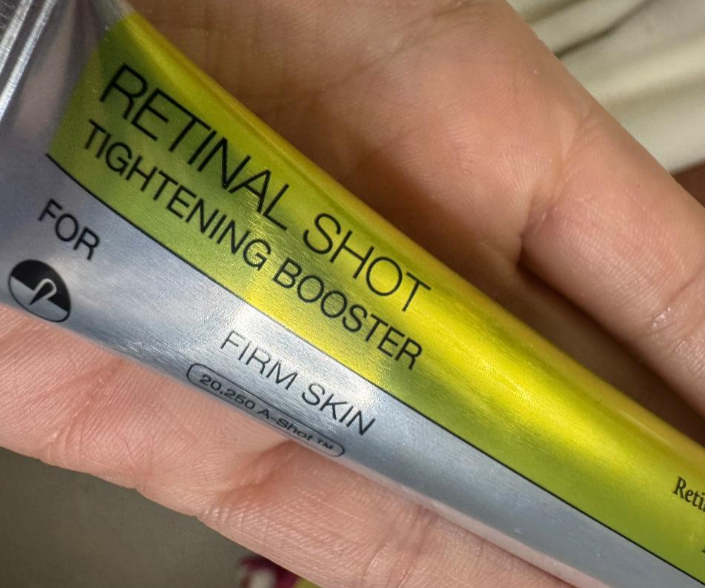 RETINAL SHOT
TIGHTENING BOOSTER
FOR
FIRM SKIN
20,250 A-Shot™